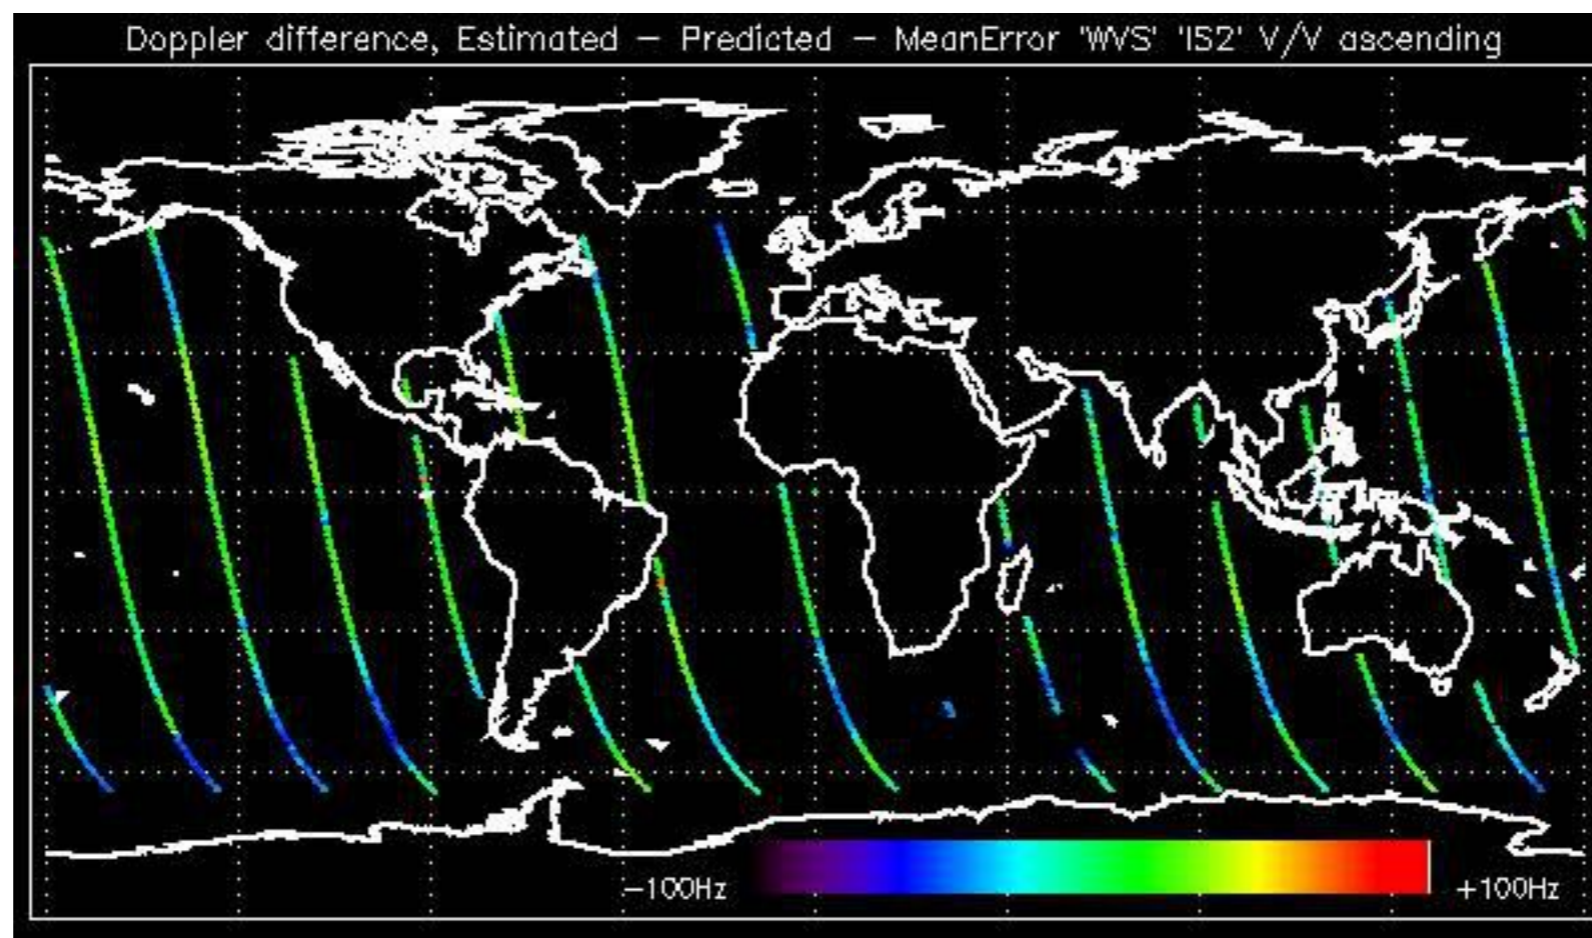 Doppler difference, Estimated − Predicted − MeanError 'WVS' 'IS2' V/V ascending
−100Hz +100Hz